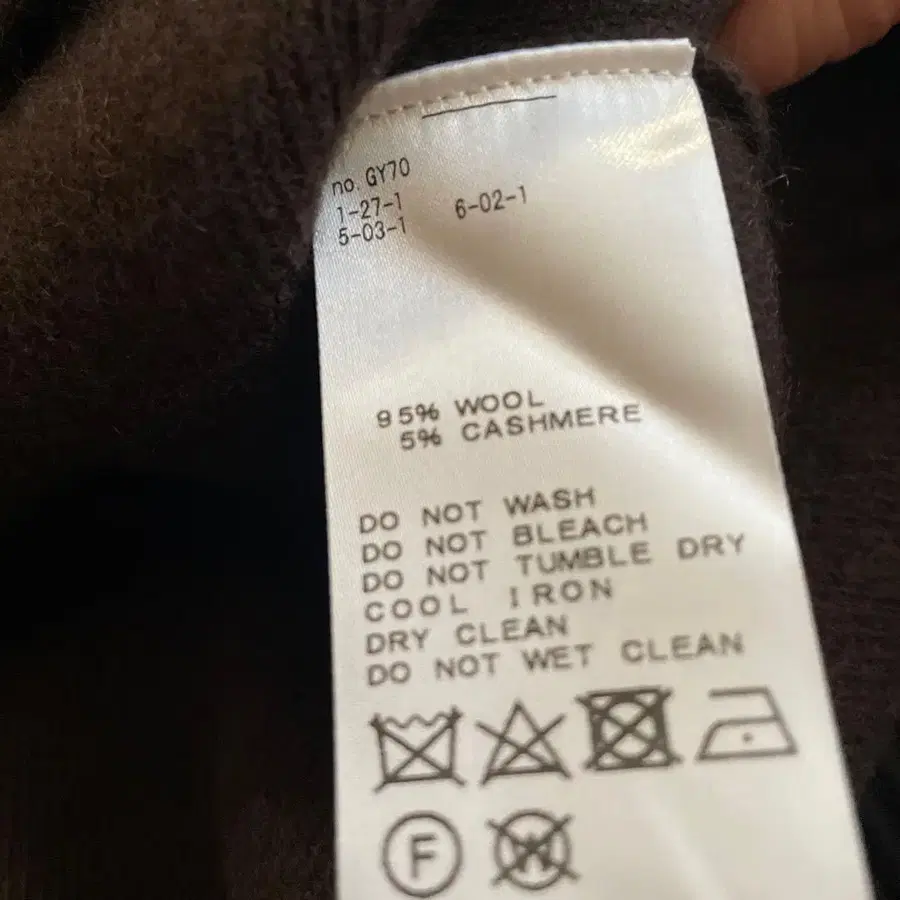 no. GY70
1-27-1
5-03-1 6-02-1
95% WOOL
5% CASHMERE
DO NOT WASH
DO NOT BLEACH
DO NOT TUMBLE DRY
COOL IRON
DRY CLEAN
DO NOT WET CLEAN
F
W